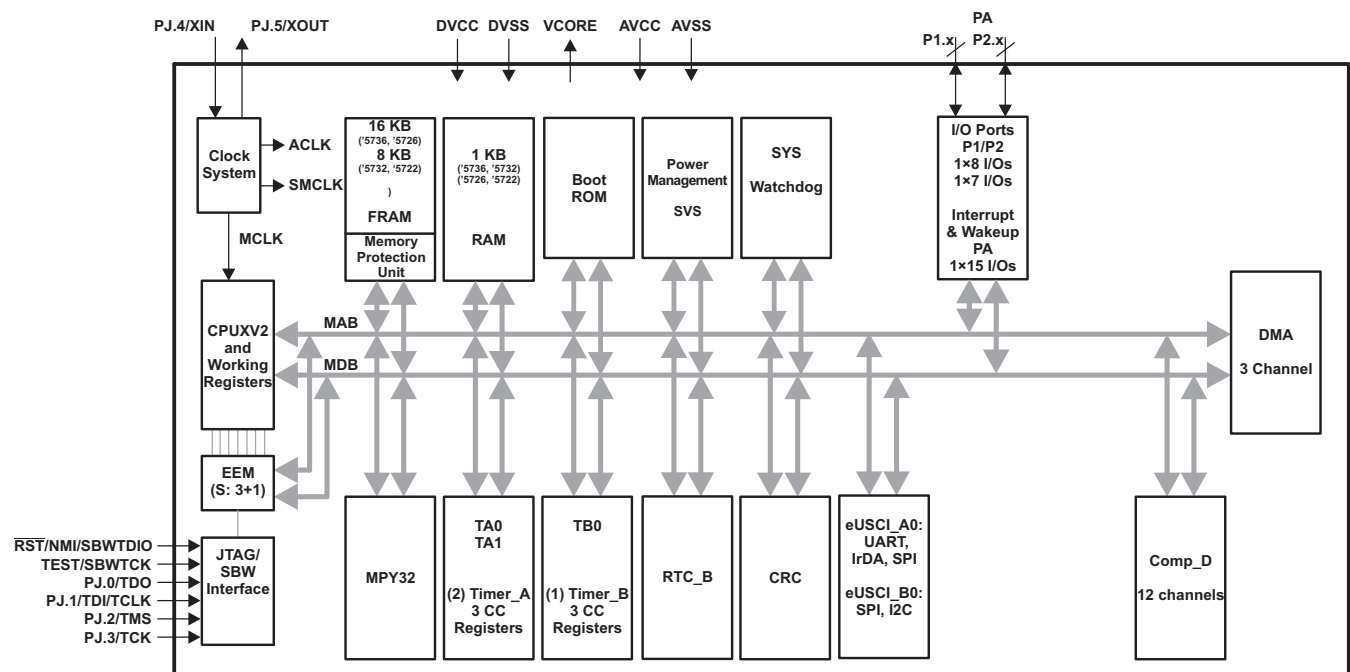 PJ.4/XIN
PJ.5/XOUT
DVCC
DVSS
VCORE
AVCC
AVSS
PA
P1.x
P2.x
Clock
System
ACLK
SMCLK
MCLK
16 KB
('5736, '5726)
8 KB
('5732, '5722)
)
FRAM
Memory
Protection
Unit
1 KB
('5736, '5732)
('5726, '5722)
RAM
Boot
ROM
Power
Management
SVS
SYS
Watchdog
I/O Ports
P1/P2
1×8 I/Os
1×7 I/Os
Interrupt
& Wakeup
PA
1×15 I/Os
CPUXV2
and
Working
Registers
MAB
MDB
DMA
3 Channel
EEM
(S: 3+1)
RST/NMI/SBWTDIO
TEST/SBWTCK
PJ.0/TDO
PJ.1/TDI/TCLK
PJ.2/TMS
PJ.3/TCK
JTAG/
SBW
Interface
MPY32
TA0
TA1
(2) Timer_A
3 CC
Registers
TB0
(1) Timer_B
3 CC
Registers
RTC_B
CRC
eUSCI_A0:
UART,
IrDA, SPI
eUSCI_B0:
SPI, I2C
Comp_D
12 channels